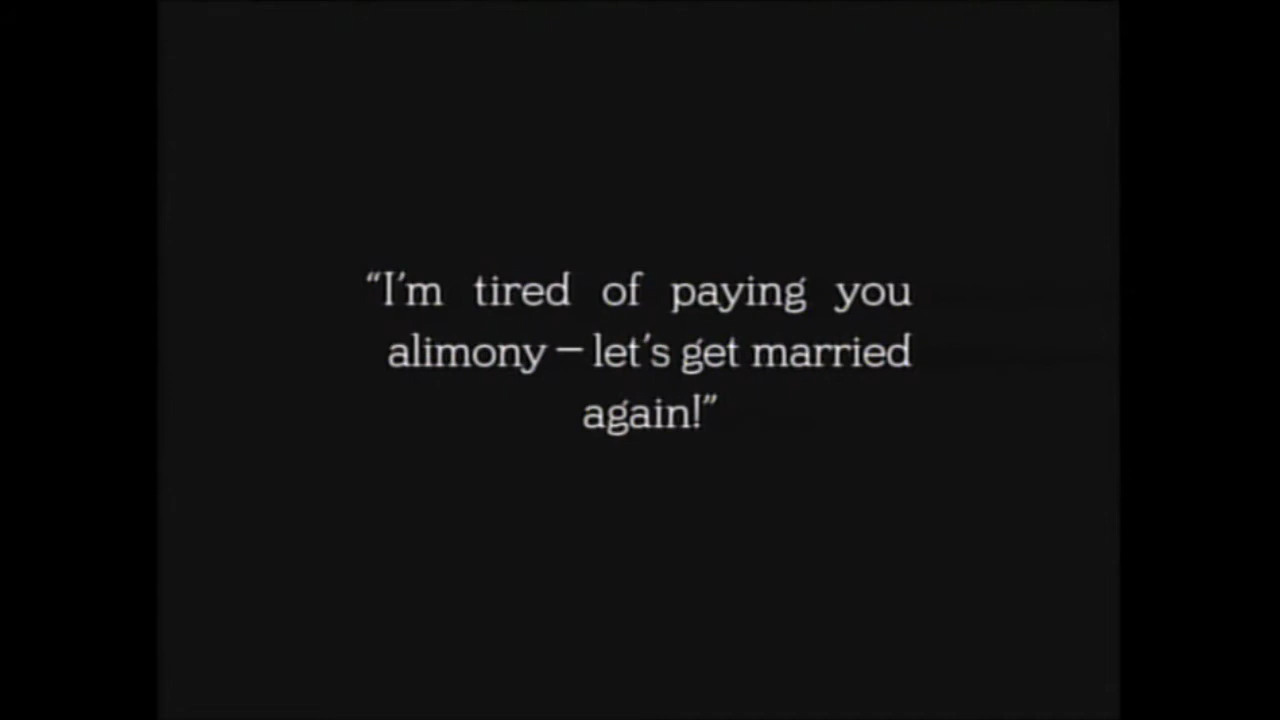 “I'm tired of paying you
alimony – let's get married
again!”